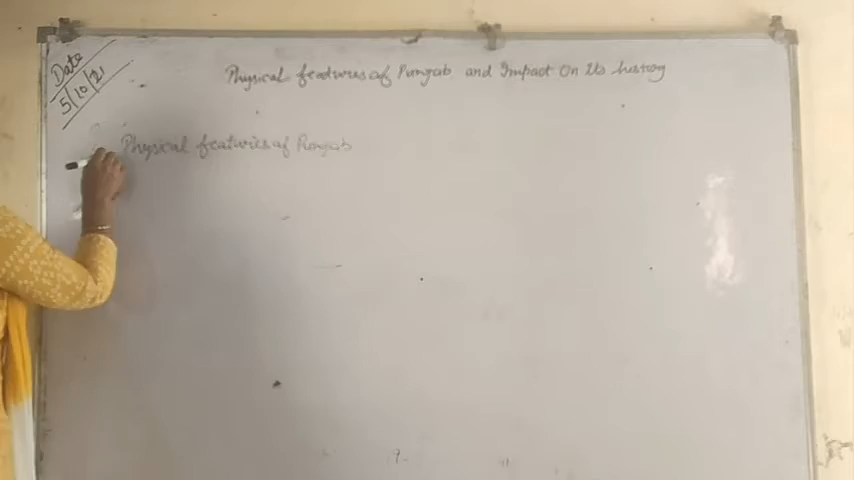 Date
5/10/21
Physical features of Punjab and Impact On Its history
Physical features of Punjab